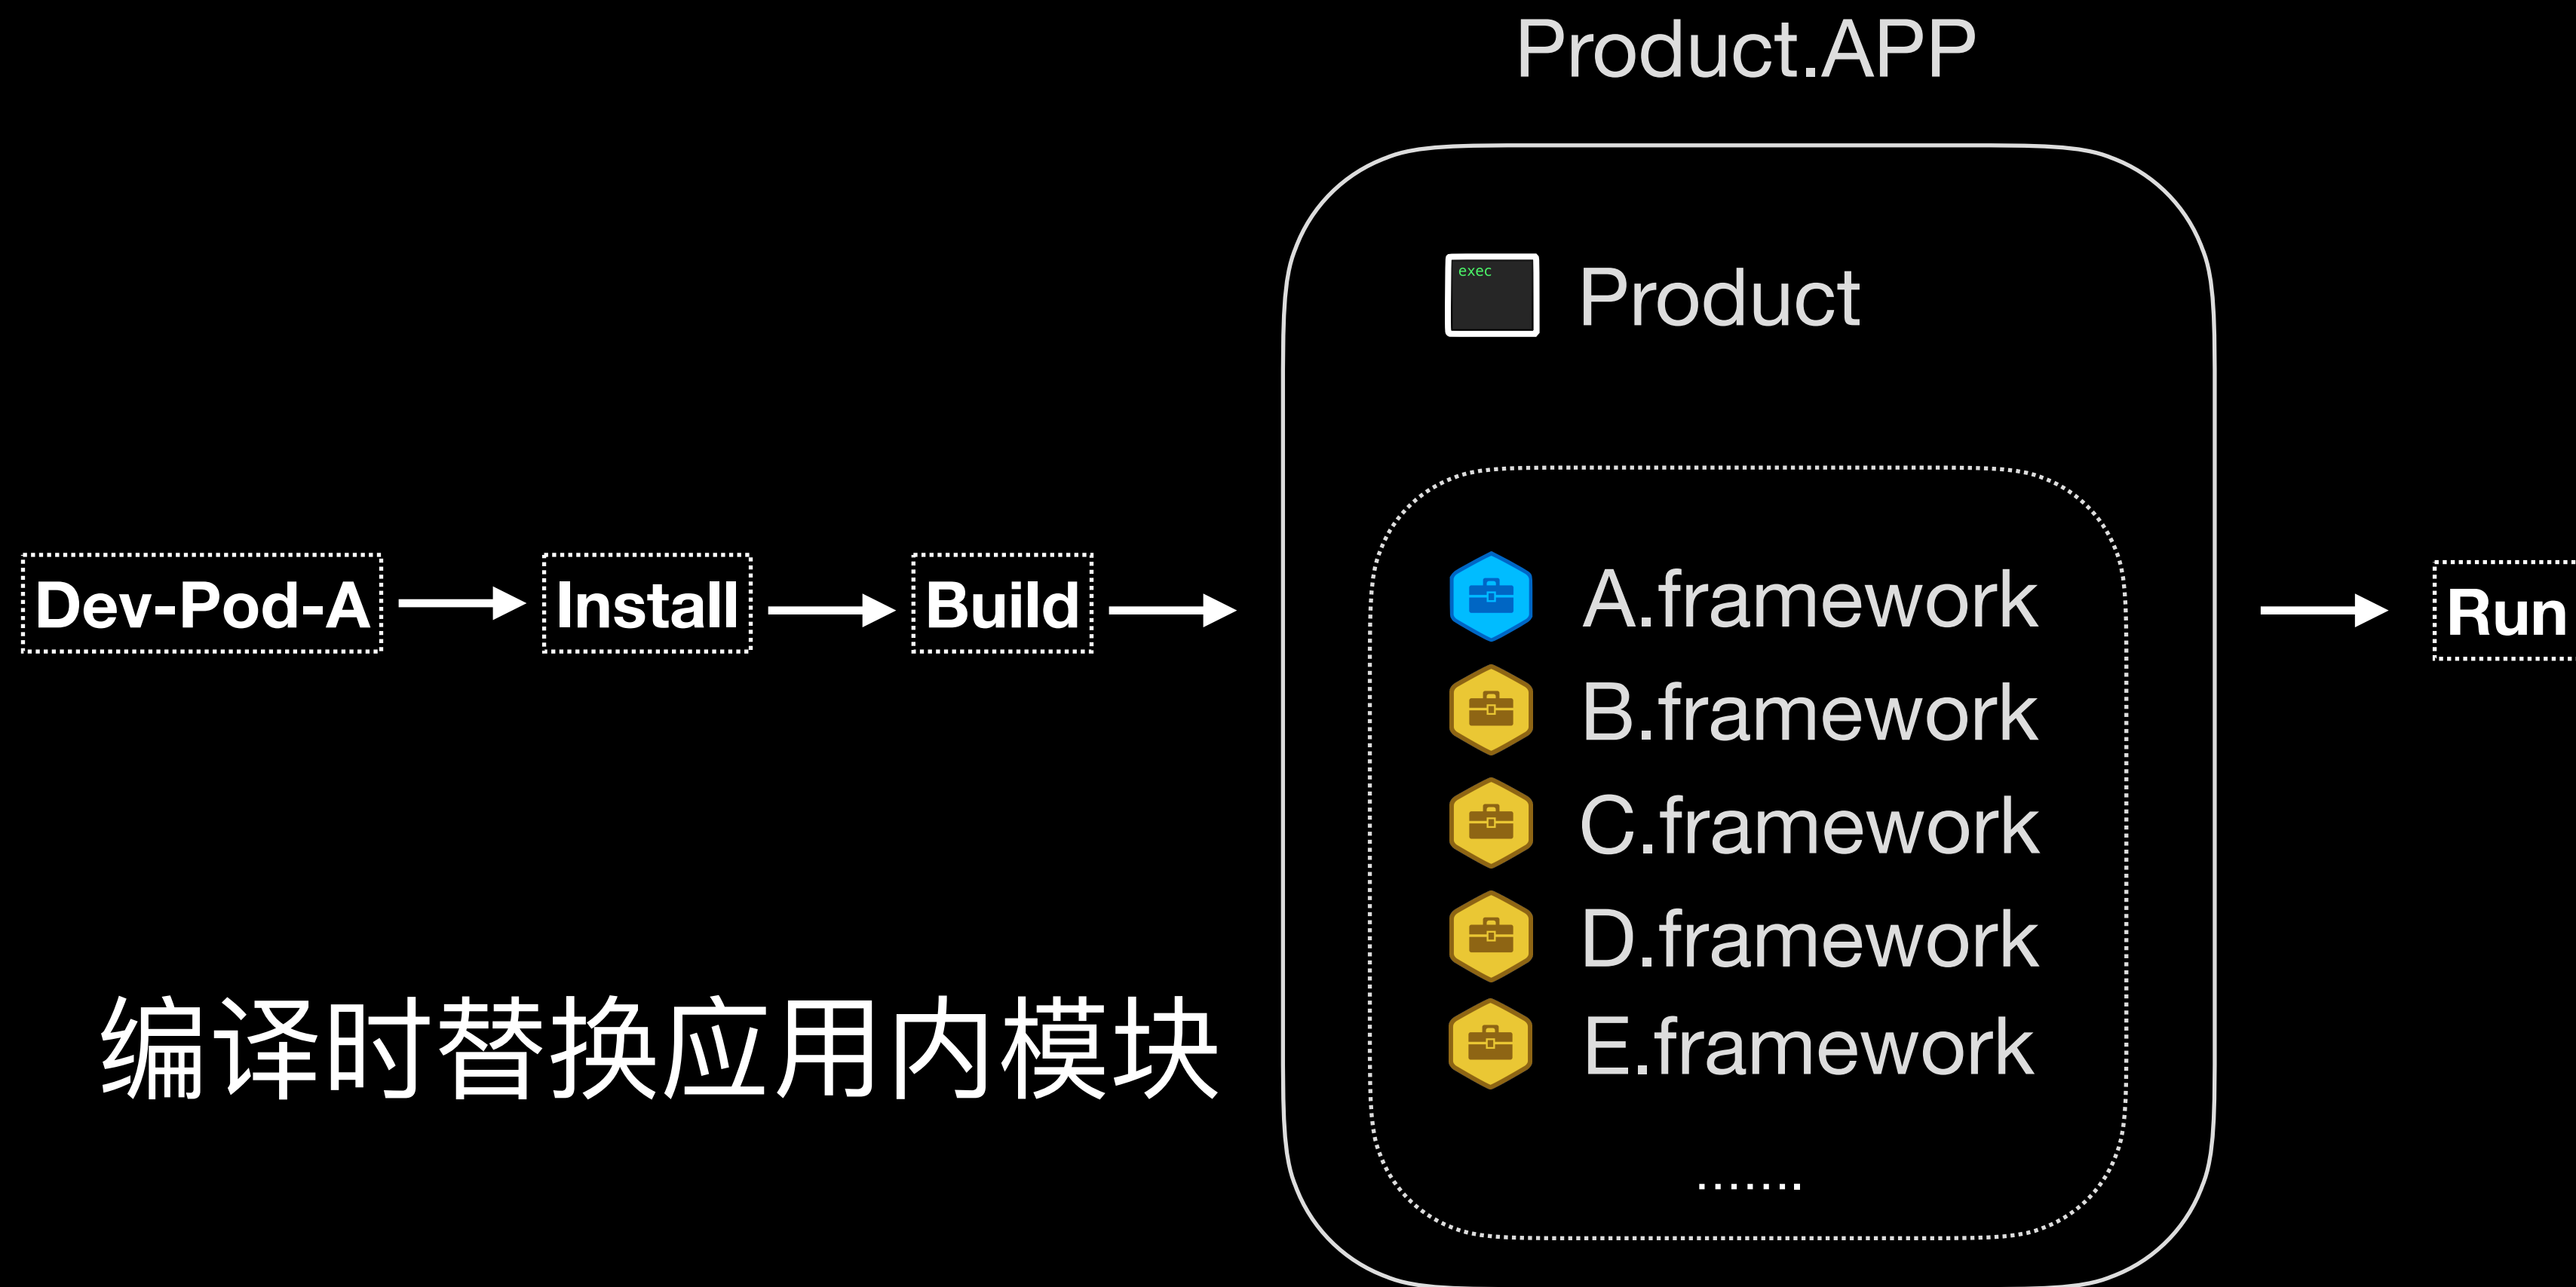 Product.APP
exec
Product
Dev-Pod-A
Install
Build
A.framework
B.framework
C.framework
D.framework
E.framework
.......
Run
编译时替换应用内模块